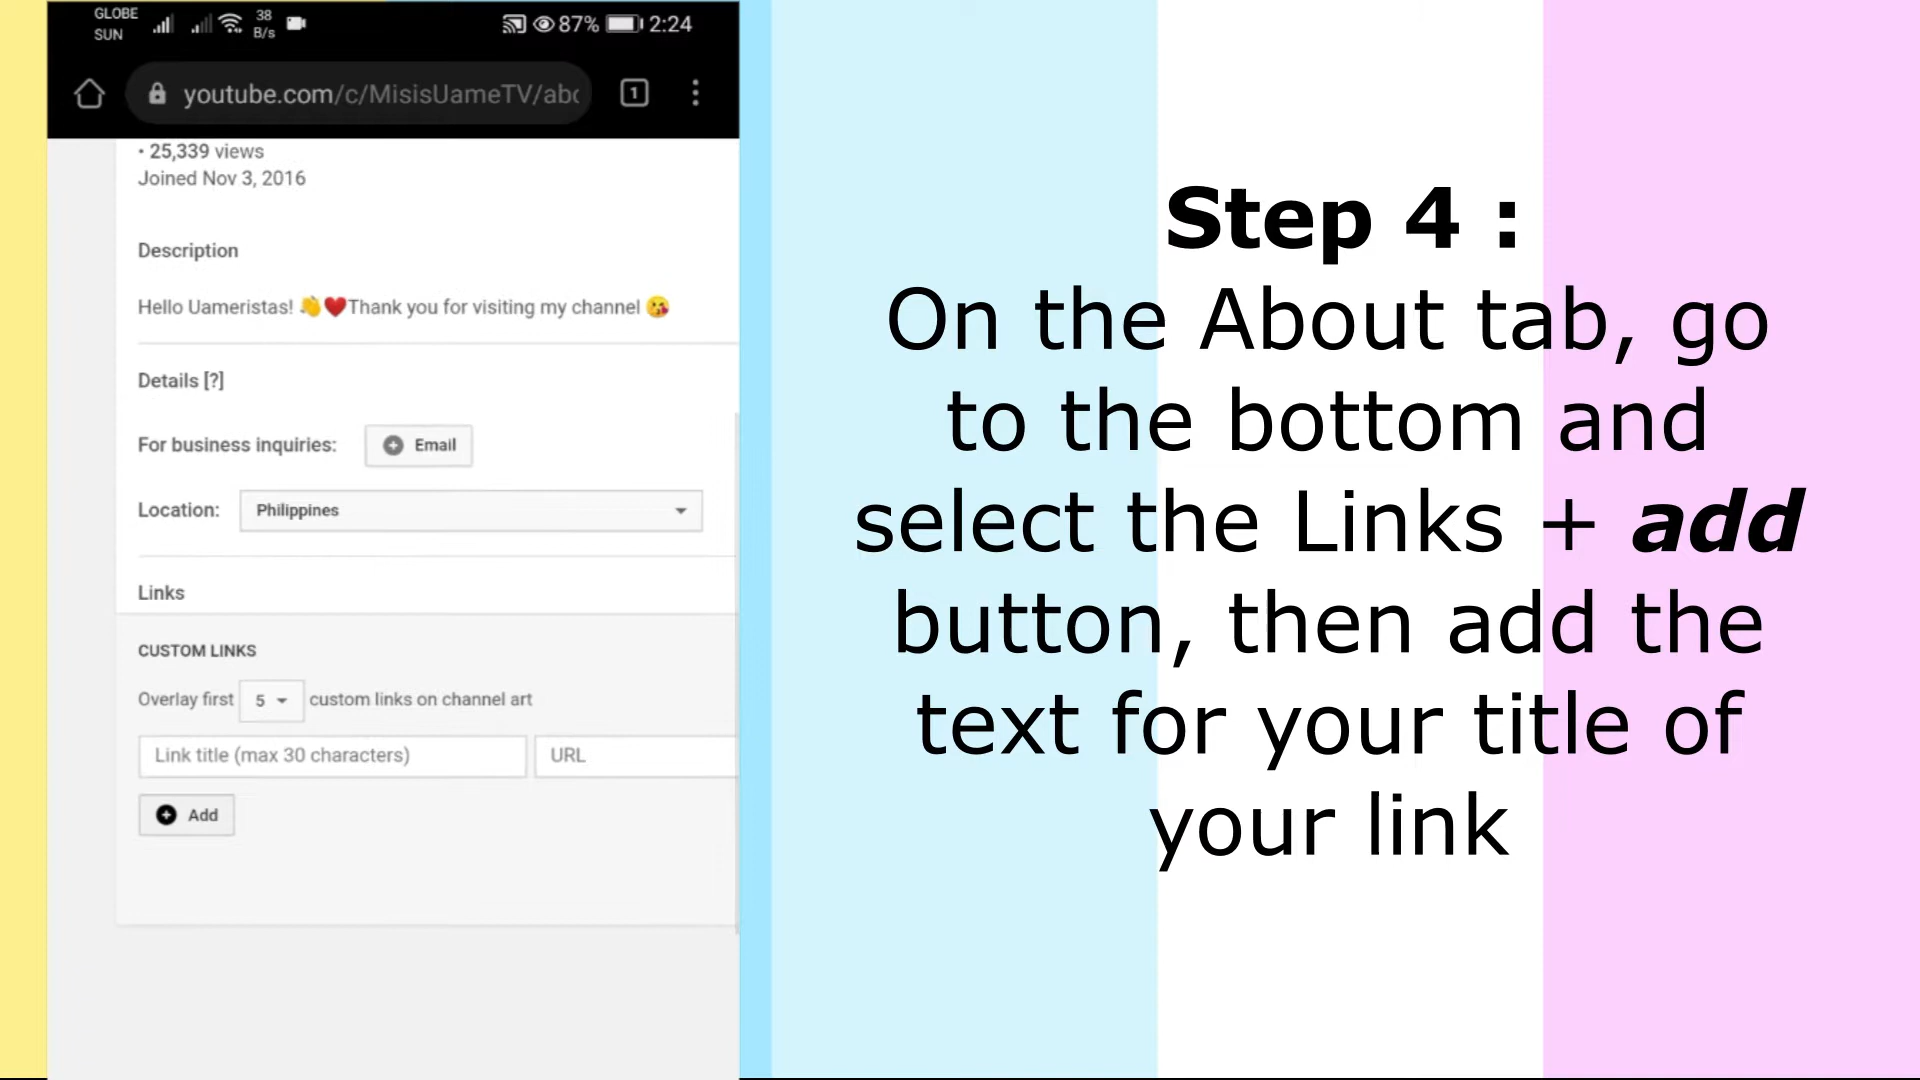 GLOBE
SUN
38
B/s
87%
2:24
youtube.com/c/MisisUameTV/abo
1
• 25,339 views
Joined Nov 3, 2016
Description
Hello Uameristas! 👋❤️Thank you for visiting my channel 😘
Details [?]
For business inquiries:
Email
Location:
Philippines
Links
CUSTOM LINKS
Overlay first 5 custom links on channel art
Link title (max 30 characters)
URL
Add
Step 4 :
On the About tab, go
to the bottom and
select the Links + add
button, then add the
text for your title of
your link